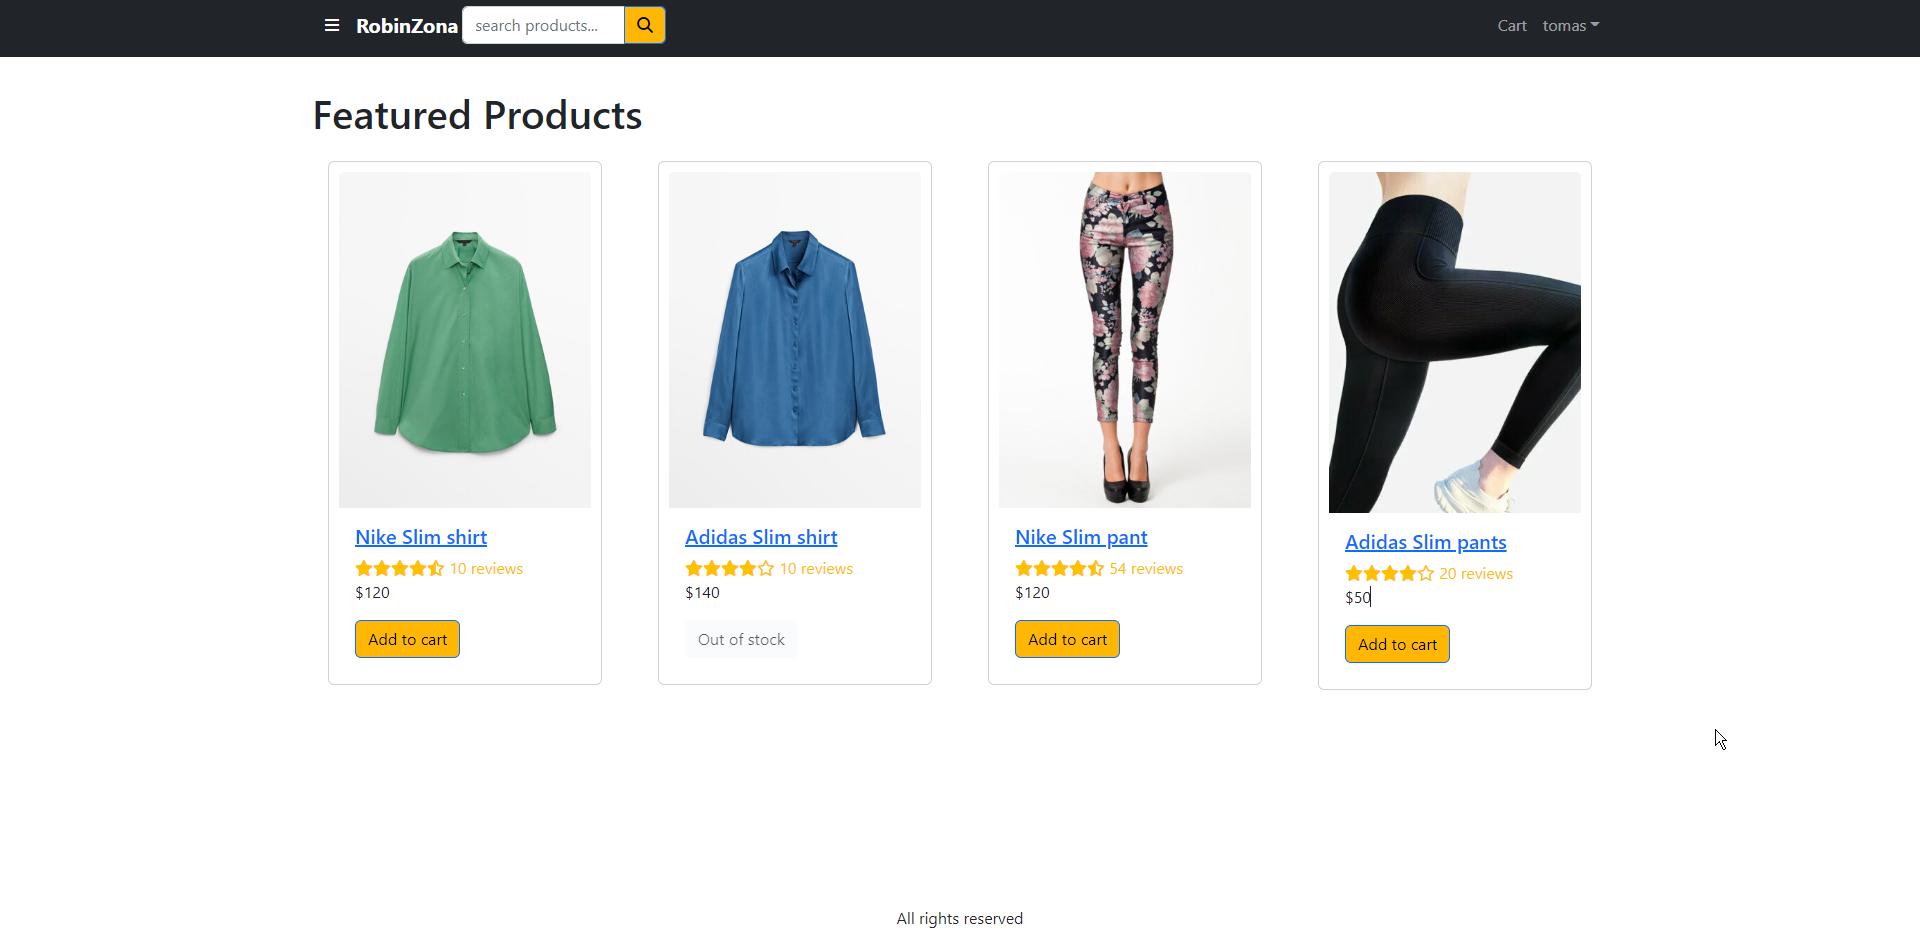 RobinZona search products... Cart tomas
Featured Products
Nike Slim shirt
10 reviews
$120
Add to cart
Adidas Slim shirt
10 reviews
$140
Out of stock
Nike Slim pant
54 reviews
$120
Add to cart
Adidas Slim pants
20 reviews
$50
Add to cart
All rights reserved